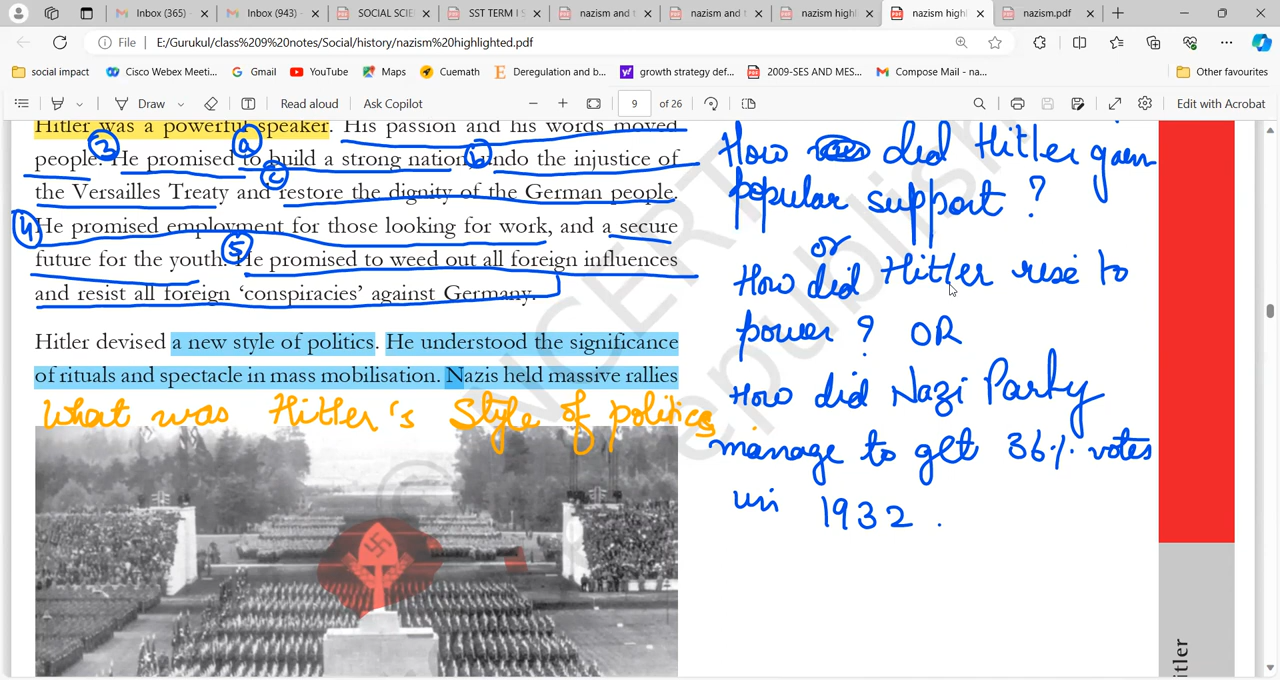 Inbox (365)
Inbox (943)
SOCIAL SCIE
SST TERM I S
nazism and t
nazism and t
nazism highl
nazism highl
nazism.pdf
File
E:/Gurukul/class%209%20notes/Social/history/nazism%20highlighted.pdf
social impact
Cisco Webex Meeti...
Gmail
YouTube
Maps
Cuemath
Deregulation and b...
growth strategy def...
2009-SES AND MES...
Compose Mail - na...
Other favourites
Draw
Read aloud
Ask Copilot
9 of 26
Edit with Acrobat
Hitler was a powerful speaker. His passion and his words moved
people. He promised to build a strong nation, undo the injustice of
the Versailles Treaty and restore the dignity of the German people.
He promised employment for those looking for work, and a secure
future for the youth. He promised to weed out all foreign influences
and resist all foreign ‘conspiracies’ against Germany.
3
a
b
c
4
5
Hitler devised a new style of politics. He understood the significance
of rituals and spectacle in mass mobilisation. Nazis held massive rallies
What was Hitler's Style of politics
How did Hitler gain
popular support ?
or
How did Hitler rise to
power ? OR
How did Nazi Party
manage to get 36% votes
in 1932 .
NCERT
republish
itler